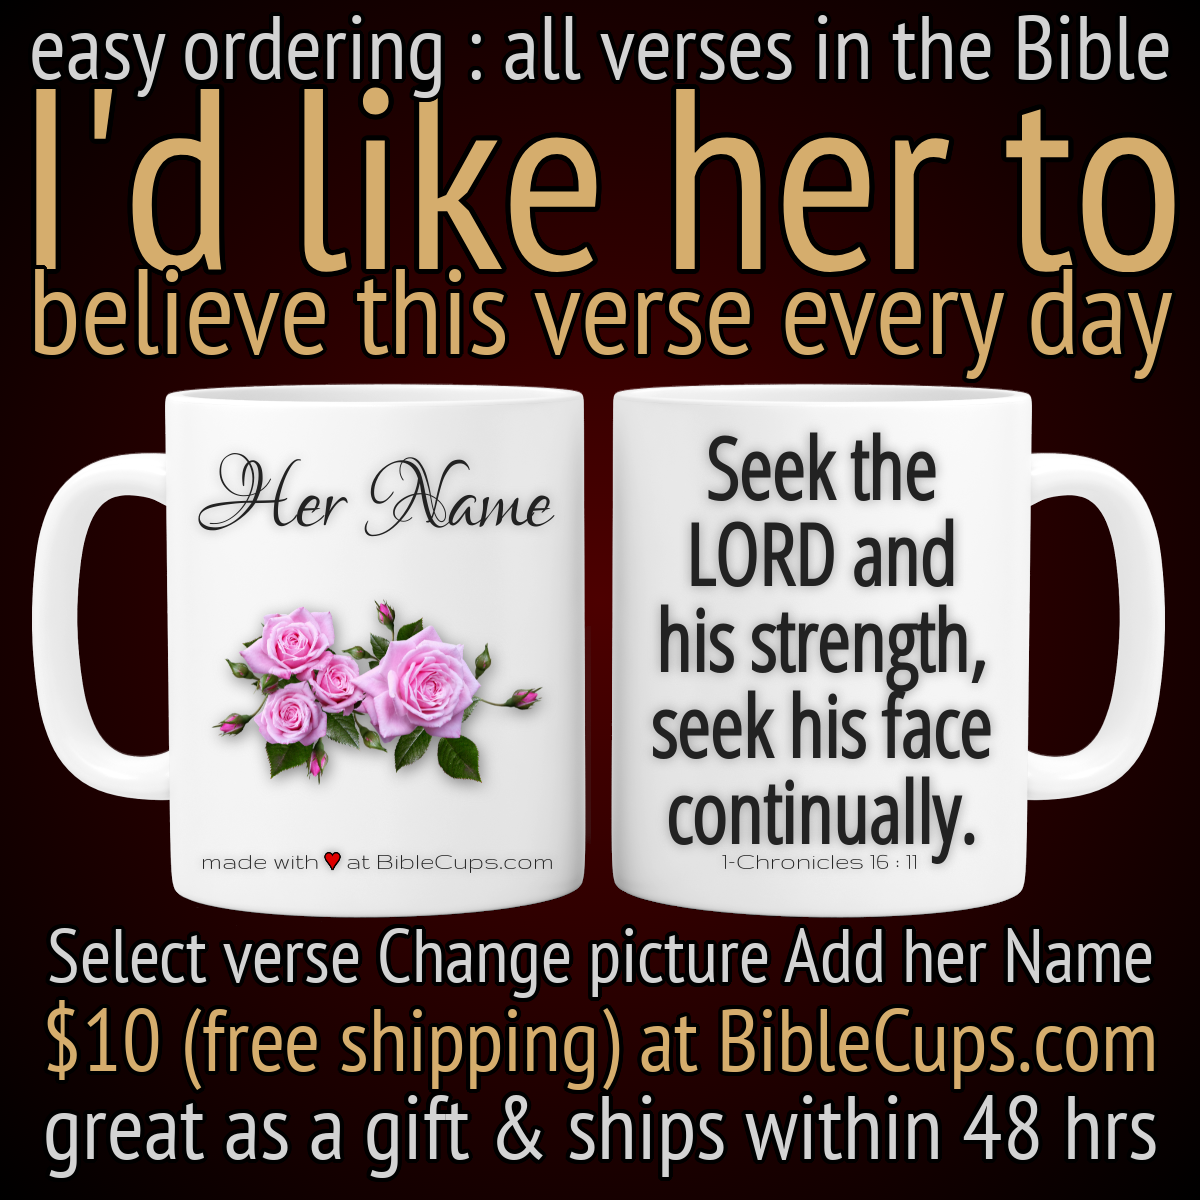 easy ordering : all verses in the Bible
I'd like her to
believe this verse every day
Her Name
made with ❤ at BibleCups.com
Seek the
LORD and
his strength,
seek his face
continually.
1-Chronicles 16 : 11
Select verse Change picture Add her Name
$10 (free shipping) at BibleCups.com
great as a gift & ships within 48 hrs